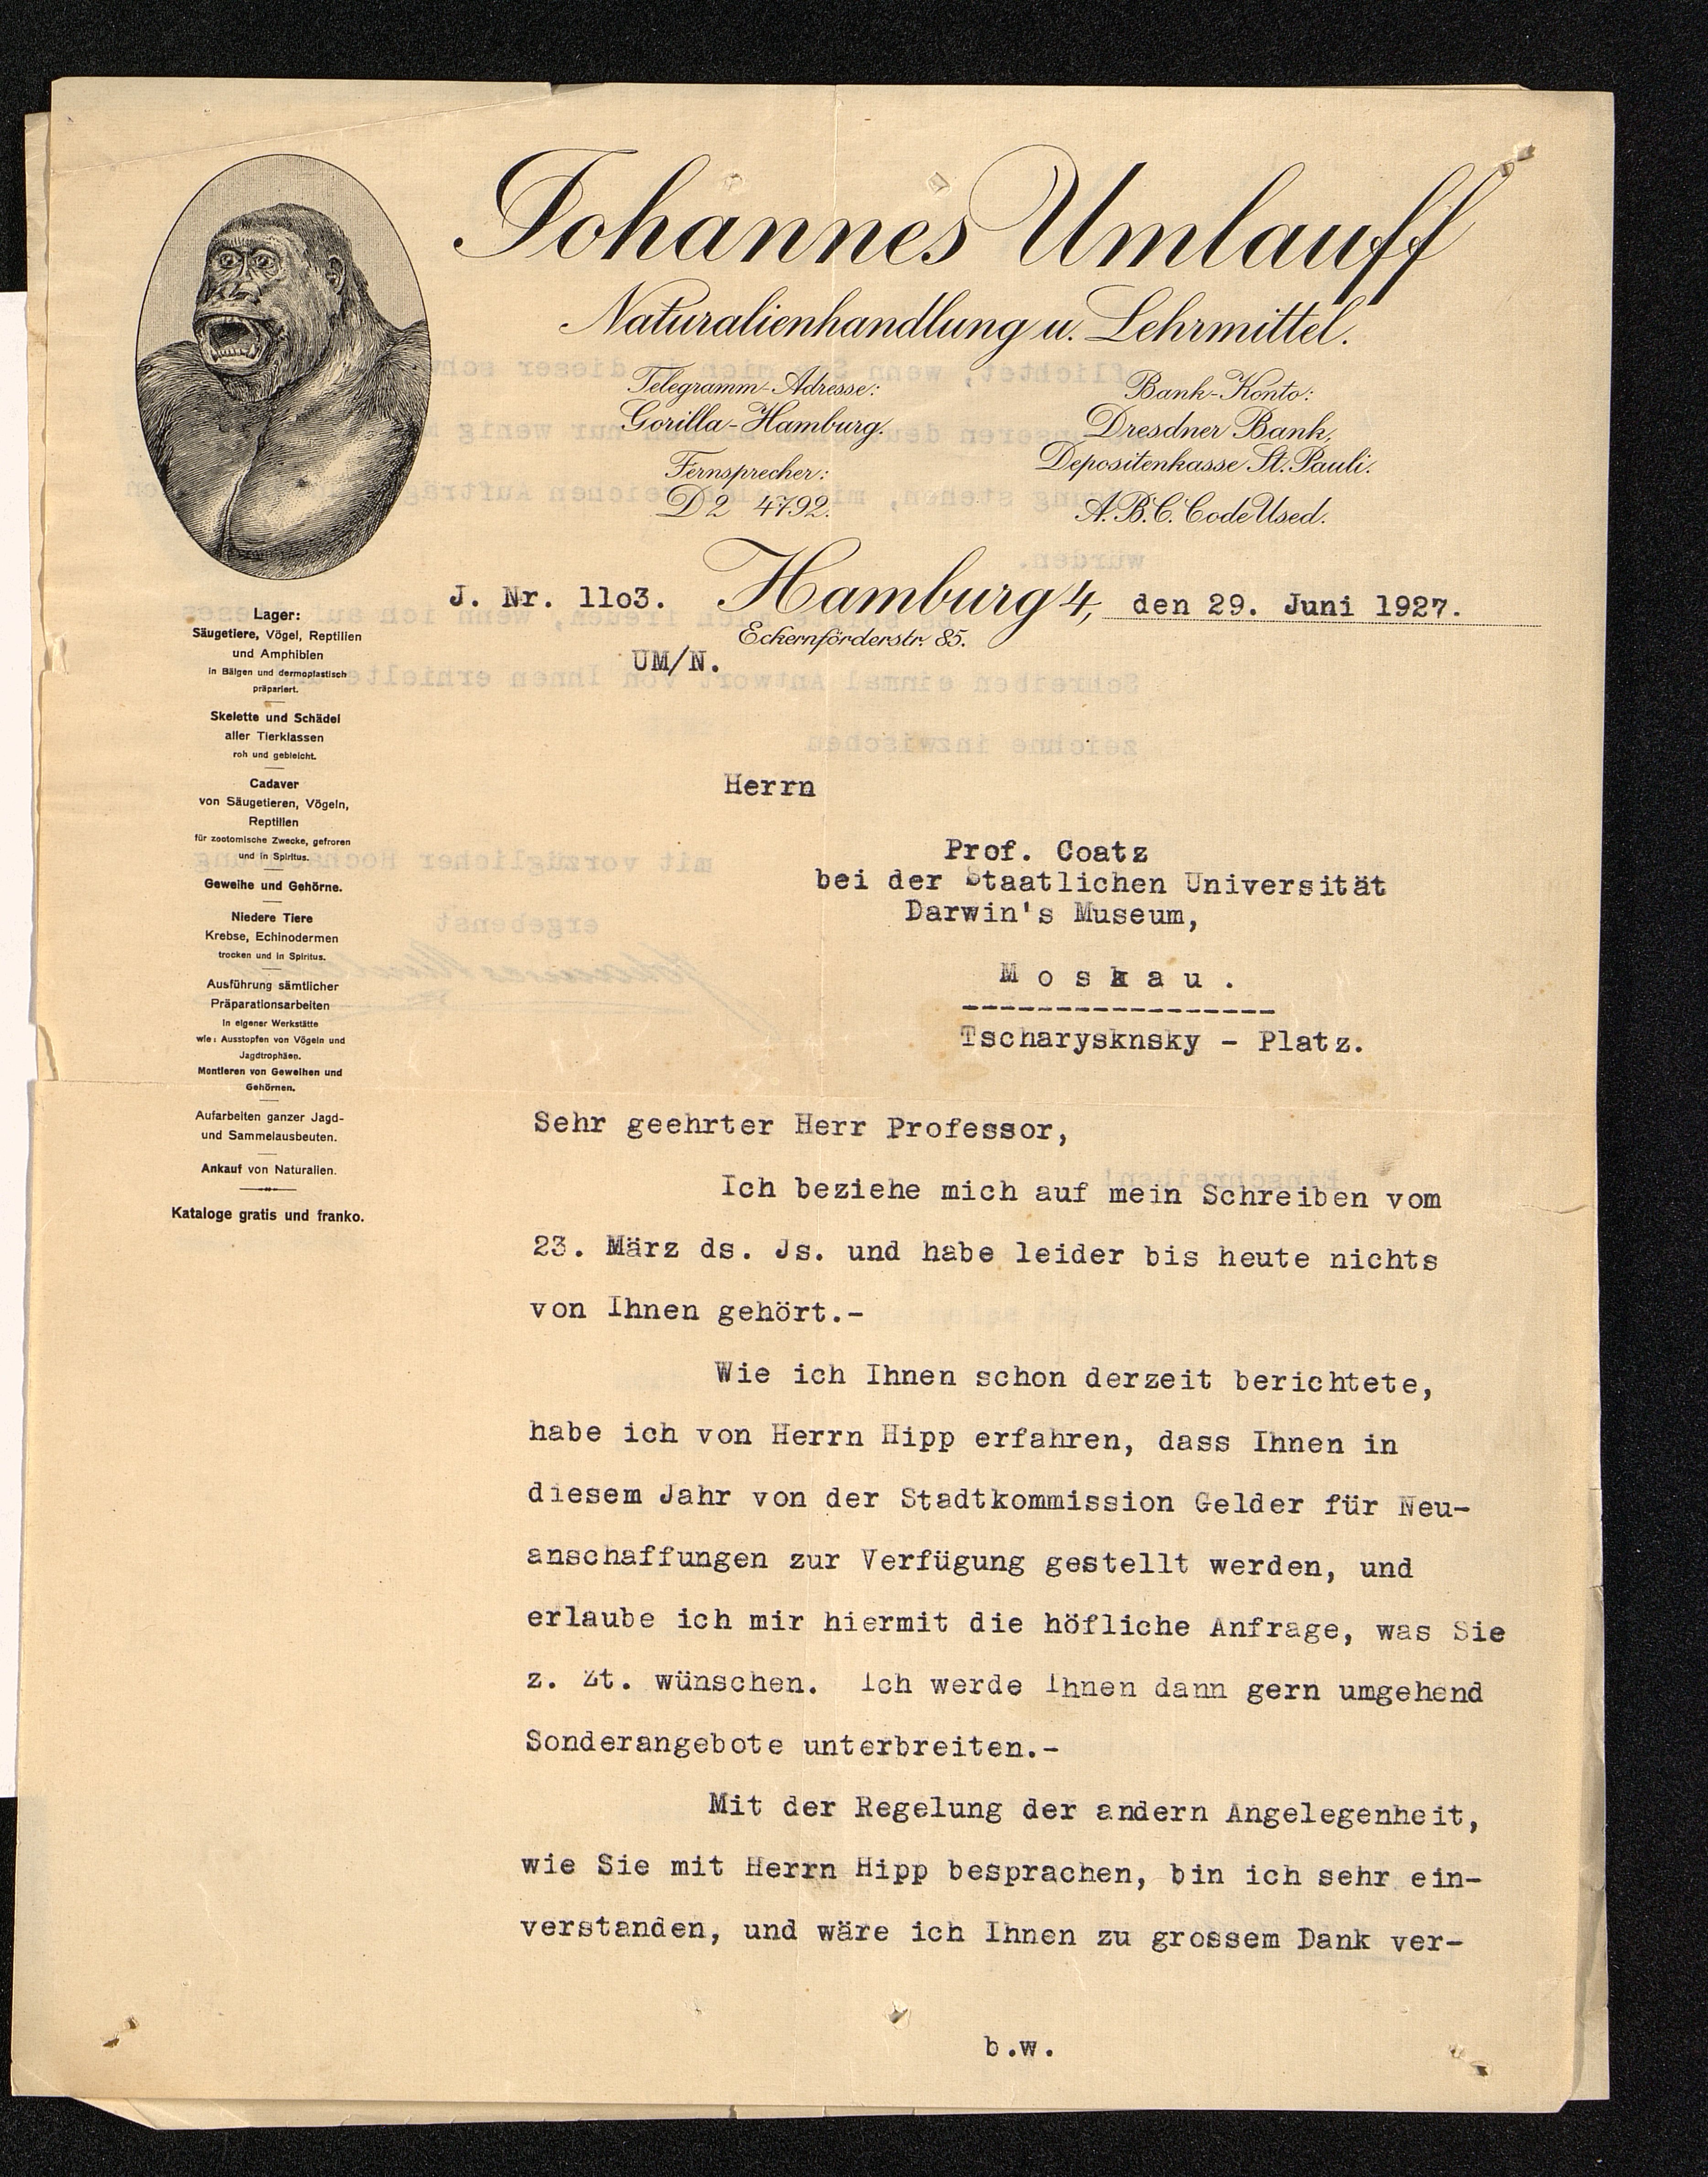 Johannes Umlauff
Naturalienhandlung u. Lehrmittel.
Telegramm-Adresse:
Gorilla-Hamburg.
Fernsprecher:
D2 4792.
Bank-Konto:
Dresdner Bank,
Depositenkasse St. Pauli.
A.B.C. Code Used.
J. Nr. 11o3.
Hamburg 4, den 29. Juni 1927.
Eckernförderstr. 85.
UM/N.
Lager:
Säugetiere, Vögel, Reptilien
und Amphibien
in Bälgen und dermoplastisch
präpariert.
Skelette und Schädel
aller Tierklassen
roh und gebleicht.
Cadaver
von Säugetieren, Vögeln,
Reptilien
für zootomische Zwecke, gefroren
und in Spiritus.
Geweihe und Gehörne.
Niedere Tiere
Krebse, Echinodermen
trocken und in Spiritus.
Ausführung sämtlicher
Präparationsarbeiten
in eigener Werkstätte
wie: Ausstopfen von Vögeln und
Jagdtrophäen.
Montieren von Geweihen und
Gehörnen.
Aufarbeiten ganzer Jagd-
und Sammelausbeuten.
Ankauf von Naturalien.
Kataloge gratis und franko.
Herrn
Prof. Coatz
bei der Staatlichen Universität
Darwin's Museum,
M o s k a u .
-----------------
Tscharysknsky - Platz.
Sehr geehrter Herr Professor,
Ich beziehe mich auf mein Schreiben vom
23. März ds. Js. und habe leider bis heute nichts
von Ihnen gehört.-
Wie ich Ihnen schon derzeit berichtete,
habe ich von Herrn Hipp erfahren, dass Ihnen in
diesem Jahr von der Stadtkommission Gelder für Neu-
anschaffungen zur Verfügung gestellt werden, und
erlaube ich mir hiermit die höfliche Anfrage, was Sie
z. Zt. wünschen. Ich werde Ihnen dann gern umgehend
Sonderangebote unterbreiten.-
Mit der Regelung der andern Angelegenheit,
wie Sie mit Herrn Hipp besprachen, bin ich sehr ein-
verstanden, und wäre ich Ihnen zu grossem Dank ver-
b.w.